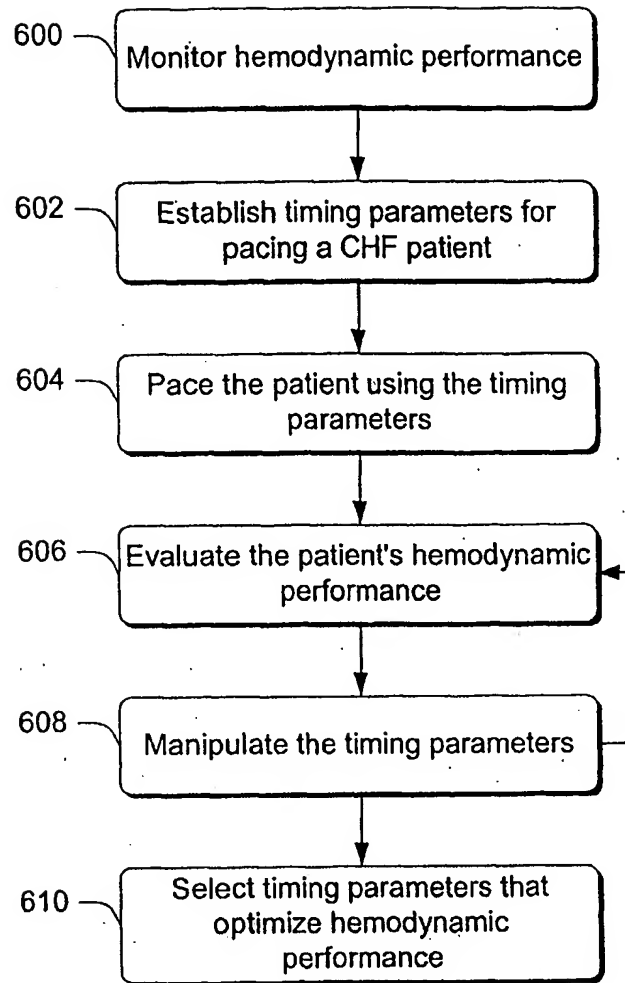 600
Monitor hemodynamic performance
602
Establish timing parameters for
pacing a CHF patient
604
Pace the patient using the timing
parameters
606
Evaluate the patient's hemodynamic
performance
608
Manipulate the timing parameters
610
Select timing parameters that
optimize hemodynamic
performance